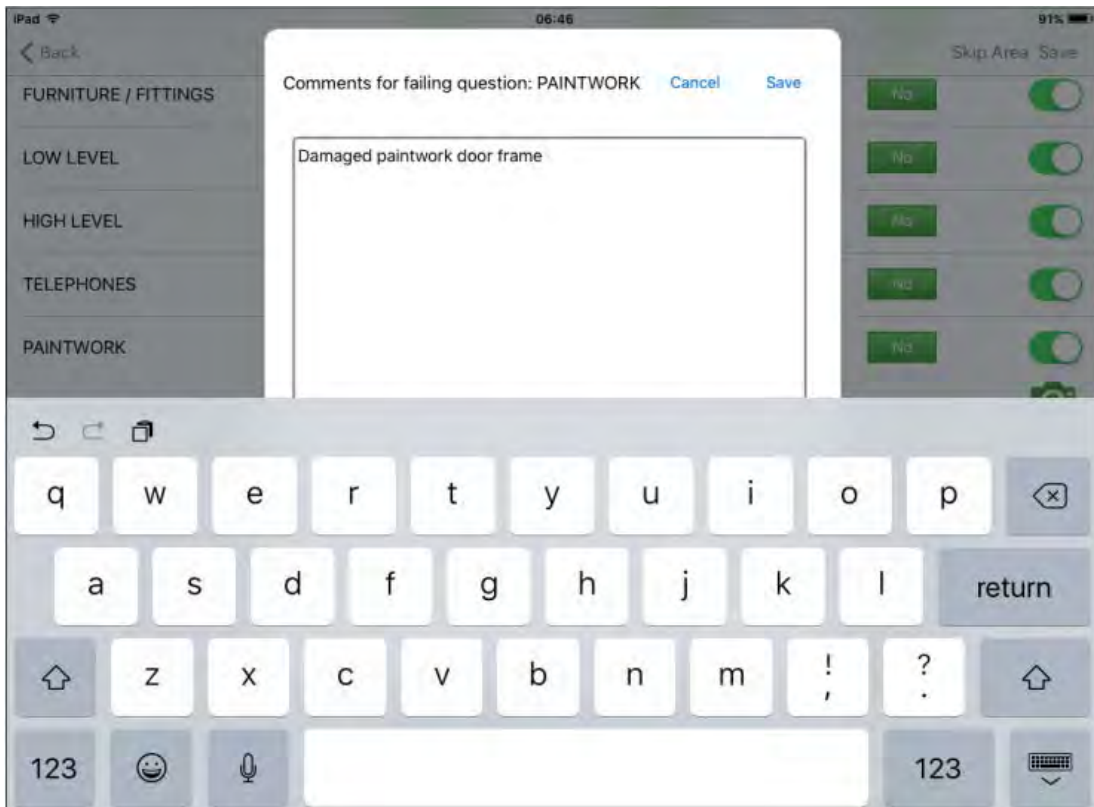 iPad 06:46 91%
Back Skip Area Save
Comments for failing question: PAINTWORK Cancel Save
Damaged paintwork door frame
FURNITURE / FITTINGS No
LOW LEVEL No
HIGH LEVEL No
TELEPHONES No
PAINTWORK No
q w e r t y u i o p
a s d f g h j k l return
z x c v b n m ! , ? .
123 123